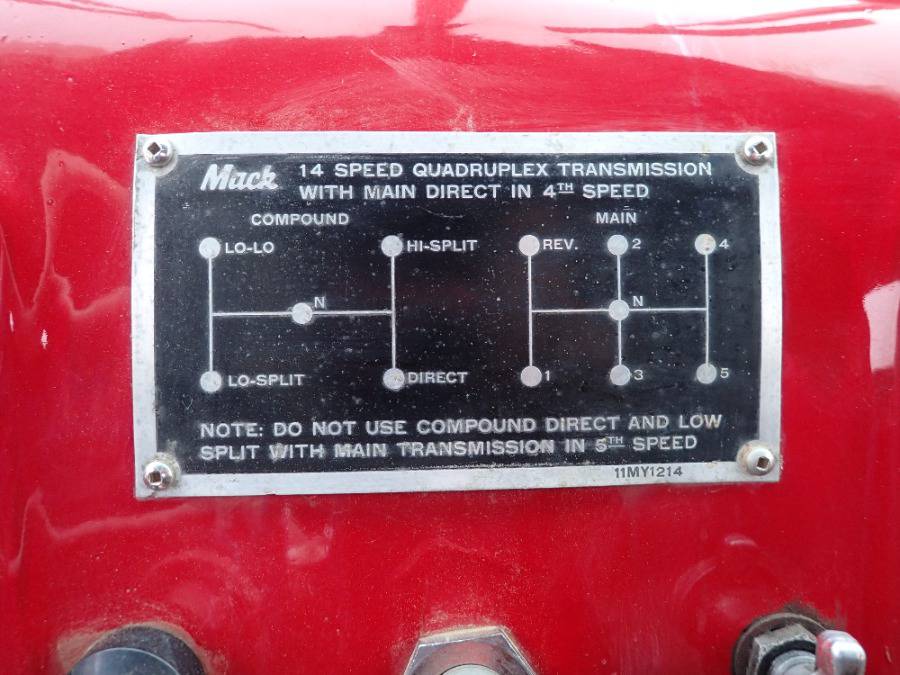 Mack 14 SPEED QUADRUPLEX TRANSMISSION
WITH MAIN DIRECT IN 4TH SPEED
COMPOUND MAIN
LO-LO HI-SPLIT REV. 2 4
N N
LO-SPLIT DIRECT 1 3 5
NOTE: DO NOT USE COMPOUND DIRECT AND LOW
SPLIT WITH MAIN TRANSMISSION IN 5TH SPEED
11MY1214